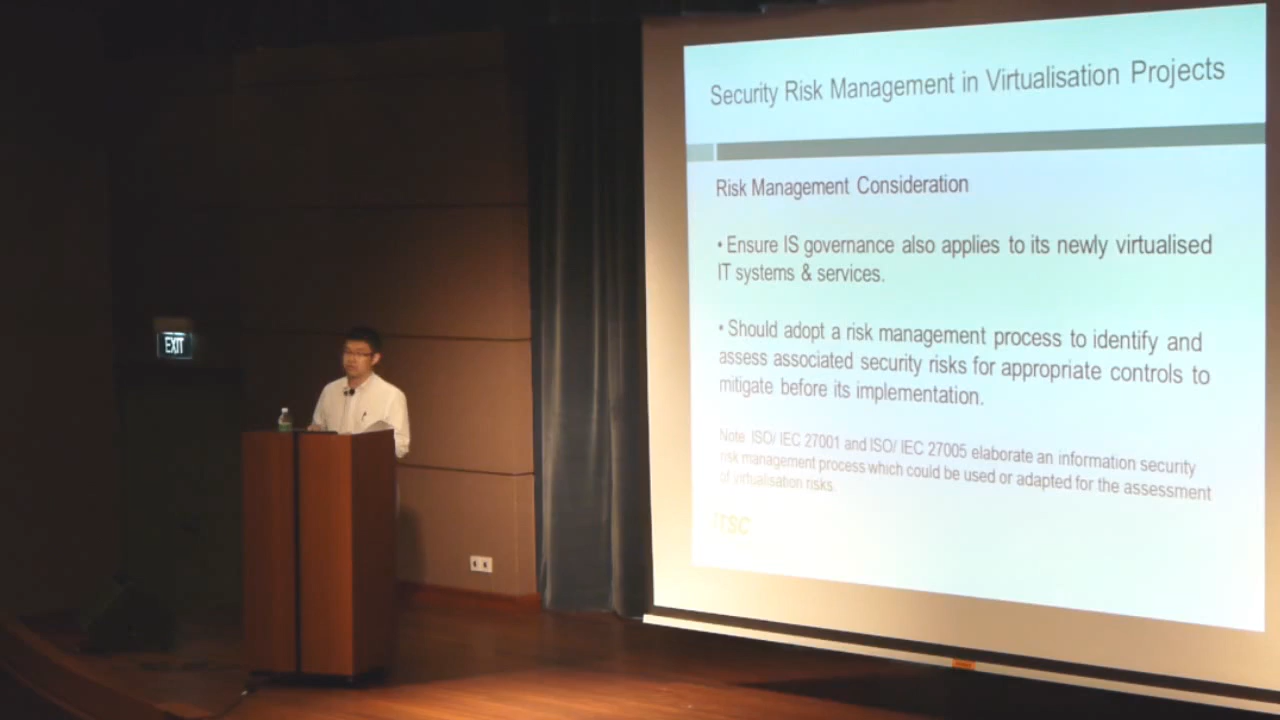 EXIT
Security Risk Management in Virtualisation Projects
Risk Management Consideration
• Ensure IS governance also applies to its newly virtualised
IT systems & services.
• Should adopt a risk management process to identify and
assess associated security risks for appropriate controls to
mitigate before its implementation.
Note: ISO/ IEC 27001 and ISO/ IEC 27005 elaborate an information security
risk management process which could be used or adapted for the assessment
of virtualisation risks.
ITSC